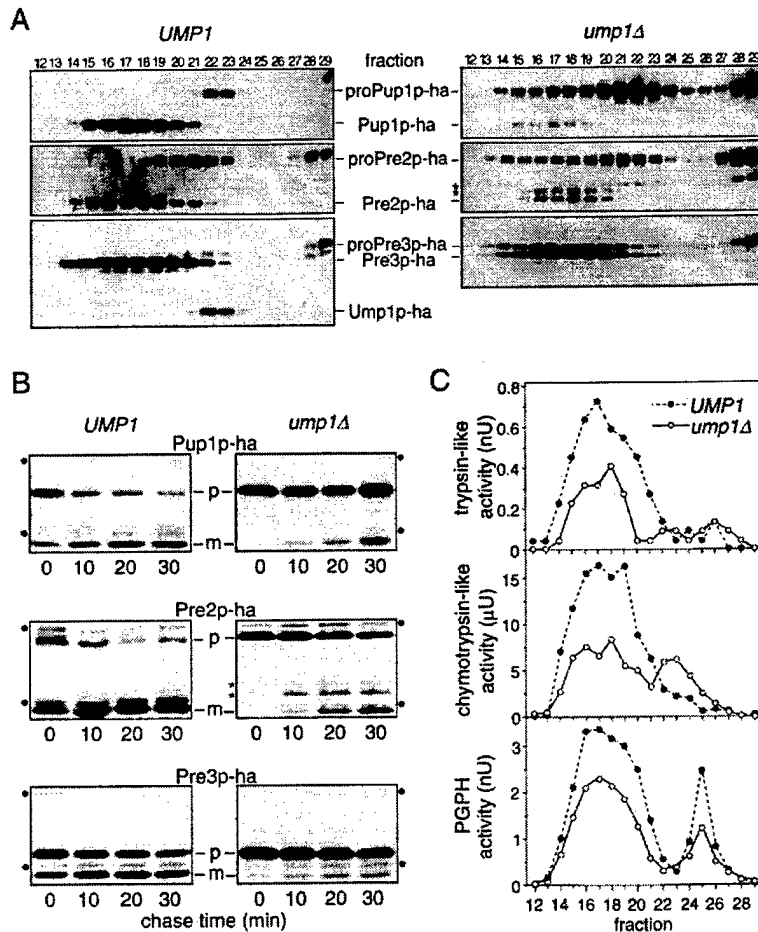 A
UMP1
ump1Δ
12 13 14 15 16 17 18 19 20 21 22 23 24 25 26 27 28 29
fraction
12 13 14 15 16 17 18 19 20 21 22 23 24 25 26 27 28 29
proPup1p-ha
Pup1p-ha
proPre2p-ha
*
*
Pre2p-ha
proPre3p-ha
Pre3p-ha
Ump1p-ha
B
UMP1
ump1Δ
Pup1p-ha
p
m
0 10 20 30
0 10 20 30
Pre2p-ha
p
*
*
m
0 10 20 30
0 10 20 30
Pre3p-ha
p
m
0 10 20 30
0 10 20 30
chase time (min)
C
UMP1
ump1Δ
trypsin-like
activity (nU)
0.8
0.6
0.4
0.2
0
chymotrypsin-like
activity (µU)
15
10
5
0
PGPH
activity (nU)
3
2
1
0
12 14 16 18 20 22 24 26 28
fraction